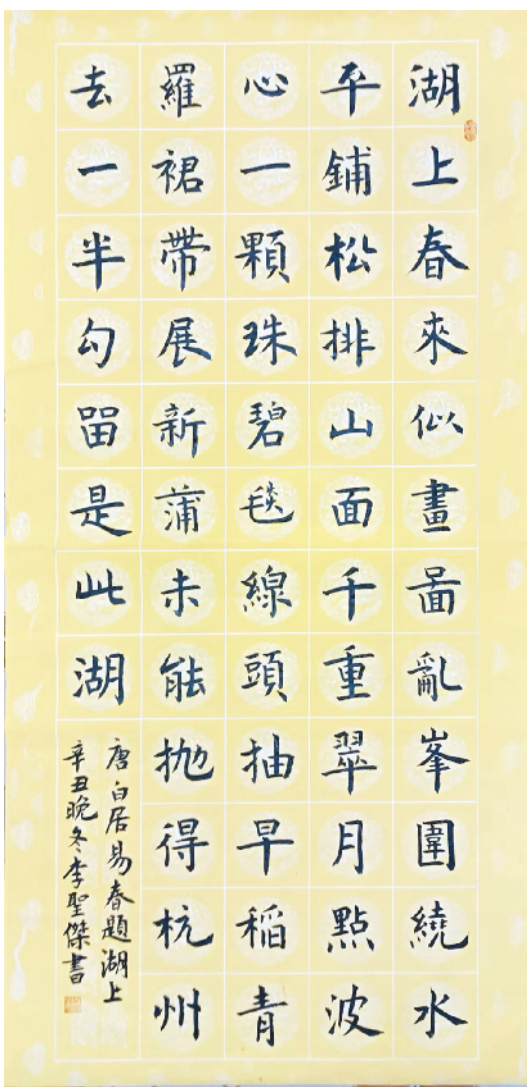 湖上春來似畫啚亂峯圍繞水
平鋪松排山面千重翠月點波
心一顆珠碧毯線頭抽早稻青
羅裙帶展新蒲未能抛得杭州
去一半勾畱是此湖
唐白居易春題湖上
辛丑晚冬李聖傑書